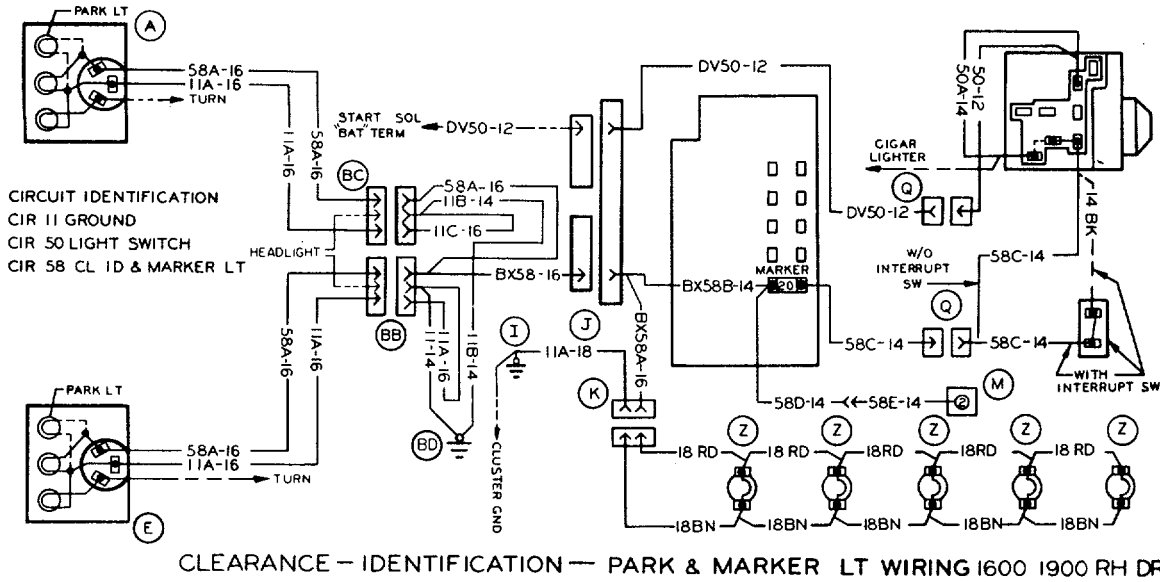 PARK LT
A
58A-16
11A-16
TURN
11A-16
58A-16
START SOL
"BAT" TERM
DV50-12
DV50-12
50A-14
50-12
CIGAR
LIGHTER
Q
DV50-12
14 BK
CIRCUIT IDENTIFICATION
CIR 11 GROUND
CIR 50 LIGHT SWITCH
CIR 58 CL ID & MARKER LT
BC
58A-16
11B-14
11C-16
HEADLIGHT
BX58-16
W/O
INTERRUPT
SW
58C-14
MARKER
20
BX58B-14
BB
J
Q
58A-16
11A-16
11-14
11A-16
11B-14
I
11A-18
BX58A-16
58C-14
58C-14
WITH
INTERRUPT SW
K
58D-14
58E-14
2
M
PARK LT
BD
CLUSTER GND
Z
Z
Z
Z
Z
58A-16
11A-16
TURN
18 RD
18 RD
18RD
18RD
18 RD
E
18BN
18BN
18BN
18BN
18BN
CLEARANCE - IDENTIFICATION - PARK & MARKER LT WIRING 1600 1900 RH DR